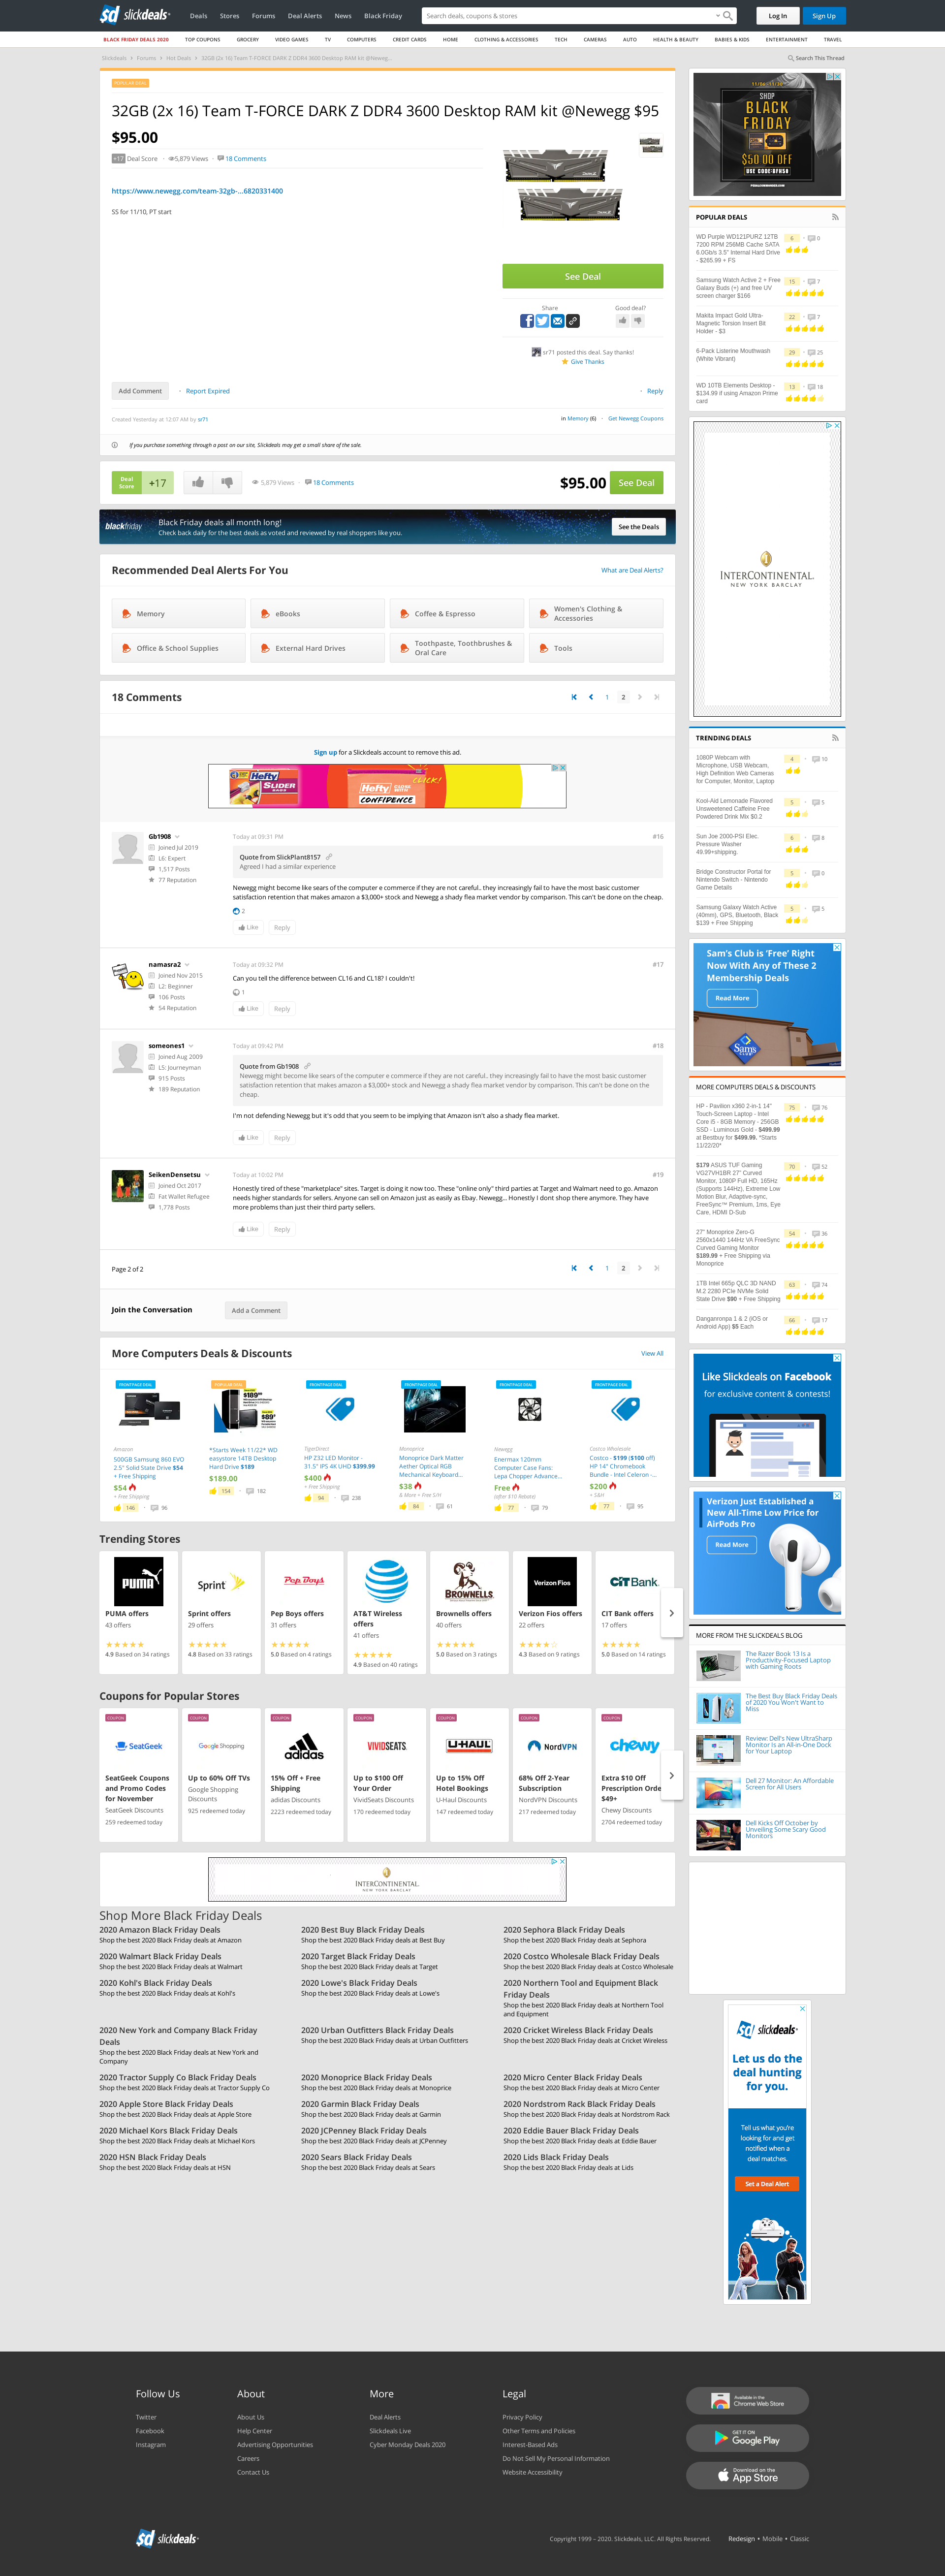 slickdeals
Deals
Stores
Forums
Deal Alerts
News
Black Friday
Search deals, coupons & stores
Log In
Sign Up
BLACK FRIDAY DEALS 2020
TOP COUPONS
GROCERY
VIDEO GAMES
TV
COMPUTERS
CREDIT CARDS
HOME
CLOTHING & ACCESSORIES
TECH
CAMERAS
AUTO
HEALTH & BEAUTY
BABIES & KIDS
ENTERTAINMENT
TRAVEL
Slickdeals
Forums
Hot Deals
32GB (2x 16) Team T-FORCE DARK Z DDR4 3600 Desktop RAM kit @Neweg...
Search This Thread
POPULAR DEAL
32GB (2x 16) Team T-FORCE DARK Z DDR4 3600 Desktop RAM kit @Newegg $95
$95.00
+17 Deal Score
5,879 Views
18 Comments
https://www.newegg.com/team-32gb-...6820331400
SS for 11/10, PT start
See Deal
Share
Good deal?
sr71 posted this deal. Say thanks!
Give Thanks
Add Comment
Report Expired
Reply
Created Yesterday at 12:07 AM by sr71
in Memory (6)
Get Newegg Coupons
If you purchase something through a post on our site, Slickdeals may get a small share of the sale.
Deal Score
+17
5,879 Views
18 Comments
$95.00
See Deal
blackfriday
Black Friday deals all month long!
Check back daily for the best deals as voted and reviewed by real shoppers like you.
See the Deals
Recommended Deal Alerts For You
What are Deal Alerts?
Memory
eBooks
Coffee & Espresso
Women's Clothing & Accessories
Office & School Supplies
External Hard Drives
Toothpaste, Toothbrushes & Oral Care
Tools
18 Comments
1
2
Sign up for a Slickdeals account to remove this ad.
Hefty
SLIDER BAGS
Hefty
CLOSE WITH CONFIDENCE
CLICK!
Gb1908
Joined Jul 2019
L6: Expert
1,517 Posts
77 Reputation
Today at 09:31 PM
#16
Quote from SlickPlant8157
Agreed I had a similar experience
Newegg might become like sears of the computer e commerce if they are not careful.. they increasingly fail to have the most basic customer
satisfaction retention that makes amazon a $3,000+ stock and Newegg a shady flea market vendor by comparison. This can't be done on the cheap.
2
Like
Reply
namasra2
Joined Nov 2015
L2: Beginner
106 Posts
54 Reputation
Today at 09:32 PM
#17
Can you tell the difference between CL16 and CL18? I couldn't!
1
Like
Reply
someones1
Joined Aug 2009
L5: Journeyman
915 Posts
189 Reputation
Today at 09:42 PM
#18
Quote from Gb1908
Newegg might become like sears of the computer e commerce if they are not careful.. they increasingly fail to have the most basic customer
satisfaction retention that makes amazon a $3,000+ stock and Newegg a shady flea market vendor by comparison. This can't be done on the
cheap.
I'm not defending Newegg but it's odd that you seem to be implying that Amazon isn't also a shady flea market.
Like
Reply
SeikenDensetsu
Joined Oct 2017
Fat Wallet Refugee
1,778 Posts
Today at 10:02 PM
#19
Honestly tired of these "marketplace" sites. Target is doing it now too. These "online only" third parties at Target and Walmart need to go. Amazon
needs higher standards for sellers. Anyone can sell on Amazon just as easily as Ebay. Newegg... Honestly I dont shop there anymore. They have
more problems than just their third party sellers.
Like
Reply
Page 2 of 2
1
2
Join the Conversation
Add a Comment
More Computers Deals & Discounts
View All
FRONTPAGE DEAL
Amazon
500GB Samsung 860 EVO
2.5" Solid State Drive $54
+ Free Shipping
$54
+ Free Shipping
146
96
POPULAR DEAL
*Starts Week 11/22* WD
easystore 14TB Desktop
Hard Drive $189
$189.00
154
182
FRONTPAGE DEAL
TigerDirect
HP Z32 LED Monitor -
31.5" IPS 4K UHD $399.99
$400
+ Free Shipping
94
238
FRONTPAGE DEAL
Monoprice
Monoprice Dark Matter
Aether Optical RGB
Mechanical Keyboard...
$38
& More + Free S/H
84
61
FRONTPAGE DEAL
Newegg
Enermax 120mm
Computer Case Fans:
Lepa Chopper Advance...
Free
(after $10 Rebate)
77
79
FRONTPAGE DEAL
Costco Wholesale
Costco - $199 ($100 off)
HP 14" Chromebook
Bundle - Intel Celeron -...
$200
+ S&H
77
95
Trending Stores
PUMA
PUMA offers
43 offers
4.9 Based on 34 ratings
Sprint
Sprint offers
29 offers
4.8 Based on 33 ratings
Pep Boys
Pep Boys offers
31 offers
5.0 Based on 4 ratings
AT&T Wireless offers
41 offers
4.9 Based on 40 ratings
BROWNELLS
Brownells offers
40 offers
5.0 Based on 3 ratings
Verizon Fios
Verizon Fios offers
22 offers
4.3 Based on 9 ratings
CIT Bank
CIT Bank offers
17 offers
5.0 Based on 14 ratings
Coupons for Popular Stores
COUPON
SeatGeek
SeatGeek Coupons
and Promo Codes
for November
SeatGeek Discounts
259 redeemed today
COUPON
Google Shopping
Up to 60% Off TVs
Google Shopping
Discounts
925 redeemed today
COUPON
adidas
15% Off + Free
Shipping
adidas Discounts
2223 redeemed today
COUPON
VIVIDSEATS
Up to $100 Off
Your Order
VividSeats Discounts
170 redeemed today
COUPON
U-HAUL
Up to 15% Off
Hotel Bookings
U-Haul Discounts
147 redeemed today
COUPON
NordVPN
68% Off 2-Year
Subscription
NordVPN Discounts
217 redeemed today
COUPON
chewy
Extra $10 Off
Prescription Orde
$49+
Chewy Discounts
2704 redeemed today
INTERCONTINENTAL
NEW YORK BARCLAY
Shop More Black Friday Deals
2020 Amazon Black Friday Deals
Shop the best 2020 Black Friday deals at Amazon
2020 Best Buy Black Friday Deals
Shop the best 2020 Black Friday deals at Best Buy
2020 Sephora Black Friday Deals
Shop the best 2020 Black Friday deals at Sephora
2020 Walmart Black Friday Deals
Shop the best 2020 Black Friday deals at Walmart
2020 Target Black Friday Deals
Shop the best 2020 Black Friday deals at Target
2020 Costco Wholesale Black Friday Deals
Shop the best 2020 Black Friday deals at Costco Wholesale
2020 Kohl's Black Friday Deals
Shop the best 2020 Black Friday deals at Kohl's
2020 Lowe's Black Friday Deals
Shop the best 2020 Black Friday deals at Lowe's
2020 Northern Tool and Equipment Black
Friday Deals
Shop the best 2020 Black Friday deals at Northern Tool
and Equipment
2020 New York and Company Black Friday
Deals
Shop the best 2020 Black Friday deals at New York and
Company
2020 Urban Outfitters Black Friday Deals
Shop the best 2020 Black Friday deals at Urban Outfitters
2020 Cricket Wireless Black Friday Deals
Shop the best 2020 Black Friday deals at Cricket Wireless
2020 Tractor Supply Co Black Friday Deals
Shop the best 2020 Black Friday deals at Tractor Supply Co
2020 Monoprice Black Friday Deals
Shop the best 2020 Black Friday deals at Monoprice
2020 Micro Center Black Friday Deals
Shop the best 2020 Black Friday deals at Micro Center
2020 Apple Store Black Friday Deals
Shop the best 2020 Black Friday deals at Apple Store
2020 Garmin Black Friday Deals
Shop the best 2020 Black Friday deals at Garmin
2020 Nordstrom Rack Black Friday Deals
Shop the best 2020 Black Friday deals at Nordstrom Rack
2020 Michael Kors Black Friday Deals
Shop the best 2020 Black Friday deals at Michael Kors
2020 JCPenney Black Friday Deals
Shop the best 2020 Black Friday deals at JCPenney
2020 Eddie Bauer Black Friday Deals
Shop the best 2020 Black Friday deals at Eddie Bauer
2020 HSN Black Friday Deals
Shop the best 2020 Black Friday deals at HSN
2020 Sears Black Friday Deals
Shop the best 2020 Black Friday deals at Sears
2020 Lids Black Friday Deals
Shop the best 2020 Black Friday deals at Lids
SHOP
BLACK
FRIDAY
$50.00 OFF
POPULAR DEALS
WD Purple WD121PURZ 12TB
7200 RPM 256MB Cache SATA
6.0Gb/s 3.5" Internal Hard Drive
- $265.99 + FS
6
0
Samsung Watch Active 2 + Free
Galaxy Buds (+) and free UV
screen charger $166
15
7
Makita Impact Gold Ultra-
Magnetic Torsion Insert Bit
Holder - $3
22
7
6-Pack Listerine Mouthwash
(White Vibrant)
29
25
WD 10TB Elements Desktop -
$134.99 if using Amazon Prime
card
13
18
INTERCONTINENTAL
NEW YORK BARCLAY
TRENDING DEALS
1080P Webcam with
Microphone, USB Webcam,
High Definition Web Cameras
for Computer, Monitor, Laptop
4
10
Kool-Aid Lemonade Flavored
Unsweetened Caffeine Free
Powdered Drink Mix $0.2
5
5
Sun Joe 2000-PSI Elec.
Pressure Washer
49.99+shipping.
6
8
Bridge Constructor Portal for
Nintendo Switch - Nintendo
Game Details
5
0
Samsung Galaxy Watch Active
(40mm), GPS, Bluetooth, Black
$139 + Free Shipping
5
5
Sam's Club is 'Free' Right
Now With Any of These 2
Membership Deals
Read More
Sams
CLUB
MORE COMPUTERS DEALS & DISCOUNTS
HP - Pavilion x360 2-in-1 14"
Touch-Screen Laptop - Intel
Core i5 - 8GB Memory - 256GB
SSD - Luminous Gold - $499.99
at Bestbuy for $499.99. *Starts
11/22/20*
75
76
$179 ASUS TUF Gaming
VG27VH1BR 27" Curved
Monitor, 1080P Full HD, 165Hz
(Supports 144Hz), Extreme Low
Motion Blur, Adaptive-sync,
FreeSync™ Premium, 1ms, Eye
Care, HDMI D-Sub
70
52
27" Monoprice Zero-G
2560x1440 144Hz VA FreeSync
Curved Gaming Monitor
$189.99 + Free Shipping via
Monoprice
54
36
1TB Intel 665p QLC 3D NAND
M.2 2280 PCIe NVMe Solid
State Drive $90 + Free Shipping
63
74
Danganronpa 1 & 2 (iOS or
Android App) $5 Each
66
17
Like Slickdeals on Facebook
for exclusive content & contests!
Verizon Just Established a
New All-Time Low Price for
AirPods Pro
Read More
MORE FROM THE SLICKDEALS BLOG
The Razer Book 13 Is a
Productivity-Focused Laptop
with Gaming Roots
The Best Buy Black Friday Deals
of 2020 You Won't Want to
Miss
Review: Dell's New UltraSharp
Monitor Is an All-in-One Dock
for Your Laptop
Dell 27 Monitor: An Affordable
Screen for All Users
Dell Kicks Off October by
Unveiling Some Scary Good
Monitors
slickdeals
Let us do the
deal hunting
for you.
Tell us what you're
looking for and get
notified when a
deal matches.
Set a Deal Alert
Follow Us
Twitter
Facebook
Instagram
About
About Us
Help Center
Advertising Opportunities
Careers
Contact Us
More
Deal Alerts
Slickdeals Live
Cyber Monday Deals 2020
Legal
Privacy Policy
Other Terms and Policies
Interest-Based Ads
Do Not Sell My Personal Information
Website Accessibility
Available in the
Chrome Web Store
GET IT ON
Google Play
Download on the
App Store
slickdeals
Copyright 1999 - 2020. Slickdeals, LLC. All Rights Reserved.
Redesign • Mobile • Classic